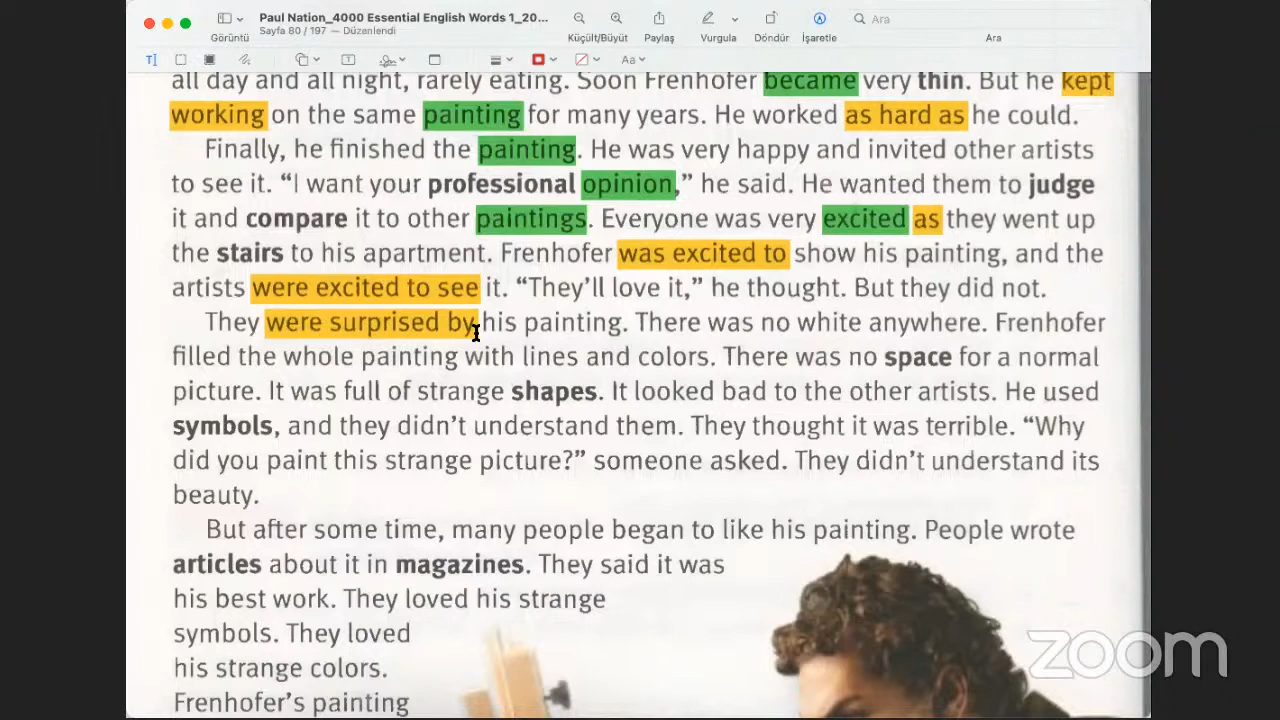 Paul Nation_4000 Essential English Words 1_20...
Sayfa 80 / 197 — Düzenlendi
Görüntü
Küçült/Büyüt
Paylaş
Vurgula
Döndür
İşaretle
Ara
Ara
Aa
all day and all night, rarely eating. Soon Frenhofer became very thin. But he kept
working on the same painting for many years. He worked as hard as he could.
Finally, he finished the painting. He was very happy and invited other artists
to see it. “I want your professional opinion,” he said. He wanted them to judge
it and compare it to other paintings. Everyone was very excited as they went up
the stairs to his apartment. Frenhofer was excited to show his painting, and the
artists were excited to see it. “They’ll love it,” he thought. But they did not.
They were surprised by his painting. There was no white anywhere. Frenhofer
filled the whole painting with lines and colors. There was no space for a normal
picture. It was full of strange shapes. It looked bad to the other artists. He used
symbols, and they didn’t understand them. They thought it was terrible. “Why
did you paint this strange picture?” someone asked. They didn’t understand its
beauty.
But after some time, many people began to like his painting. People wrote
articles about it in magazines. They said it was
his best work. They loved his strange
symbols. They loved
his strange colors.
Frenhofer’s painting
zoom